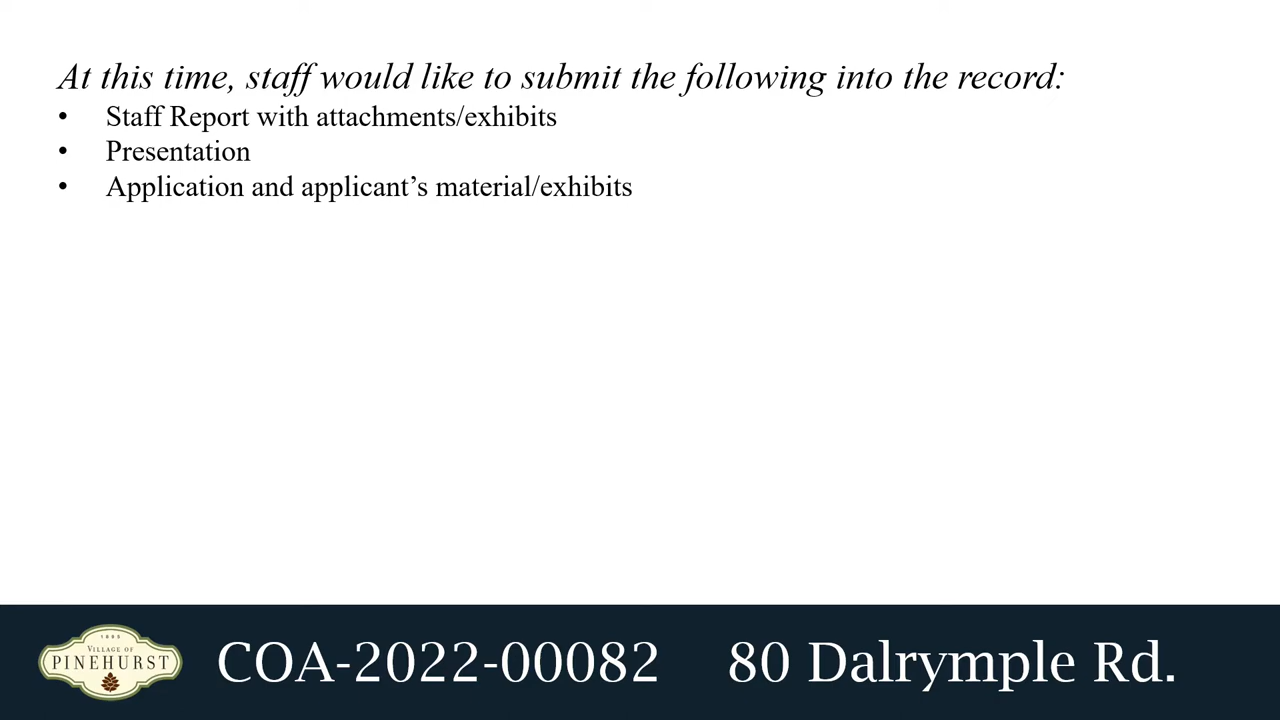 At this time, staff would like to submit the following into the record:
• Staff Report with attachments/exhibits
• Presentation
• Application and applicant’s material/exhibits
1895
VILLAGE OF
PINEHURST
COA-2022-00082 80 Dalrymple Rd.